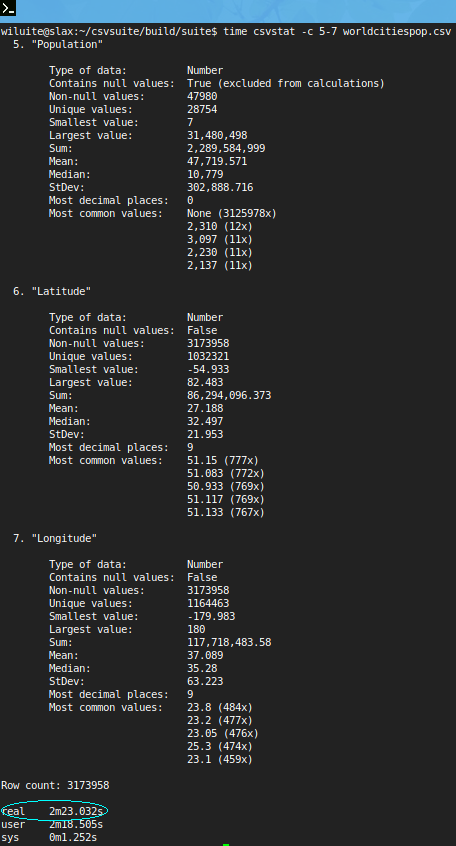 wiluite@slax:~/csvsuite/build/suite$ time csvstat -c 5-7 worldcitiespop.csv
  5. "Population"

        Type of data:          Number
        Contains null values:  True (excluded from calculations)
        Non-null values:       47980
        Unique values:         28754
        Smallest value:        7
        Largest value:         31,480,498
        Sum:                   2,289,584,999
        Mean:                  47,719.571
        Median:                10,779
        StDev:                 302,888.716
        Most decimal places:   0
        Most common values:    None (3125978x)
                               2,310 (12x)
                               3,097 (11x)
                               2,230 (11x)
                               2,137 (11x)

  6. "Latitude"

        Type of data:          Number
        Contains null values:  False
        Non-null values:       3173958
        Unique values:         1032321
        Smallest value:        -54.933
        Largest value:         82.483
        Sum:                   86,294,096.373
        Mean:                  27.188
        Median:                32.497
        StDev:                 21.953
        Most decimal places:   9
        Most common values:    51.15 (777x)
                               51.083 (772x)
                               50.933 (769x)
                               51.117 (769x)
                               51.133 (767x)

  7. "Longitude"

        Type of data:          Number
        Contains null values:  False
        Non-null values:       3173958
        Unique values:         1164463
        Smallest value:        -179.983
        Largest value:         180
        Sum:                   117,718,483.58
        Mean:                  37.089
        Median:                35.28
        StDev:                 63.223
        Most decimal places:   9
        Most common values:    23.8 (484x)
                               23.2 (477x)
                               23.05 (476x)
                               25.3 (474x)
                               23.1 (459x)

Row count: 3173958

real    2m23.032s
user    2m18.505s
sys     0m1.252s